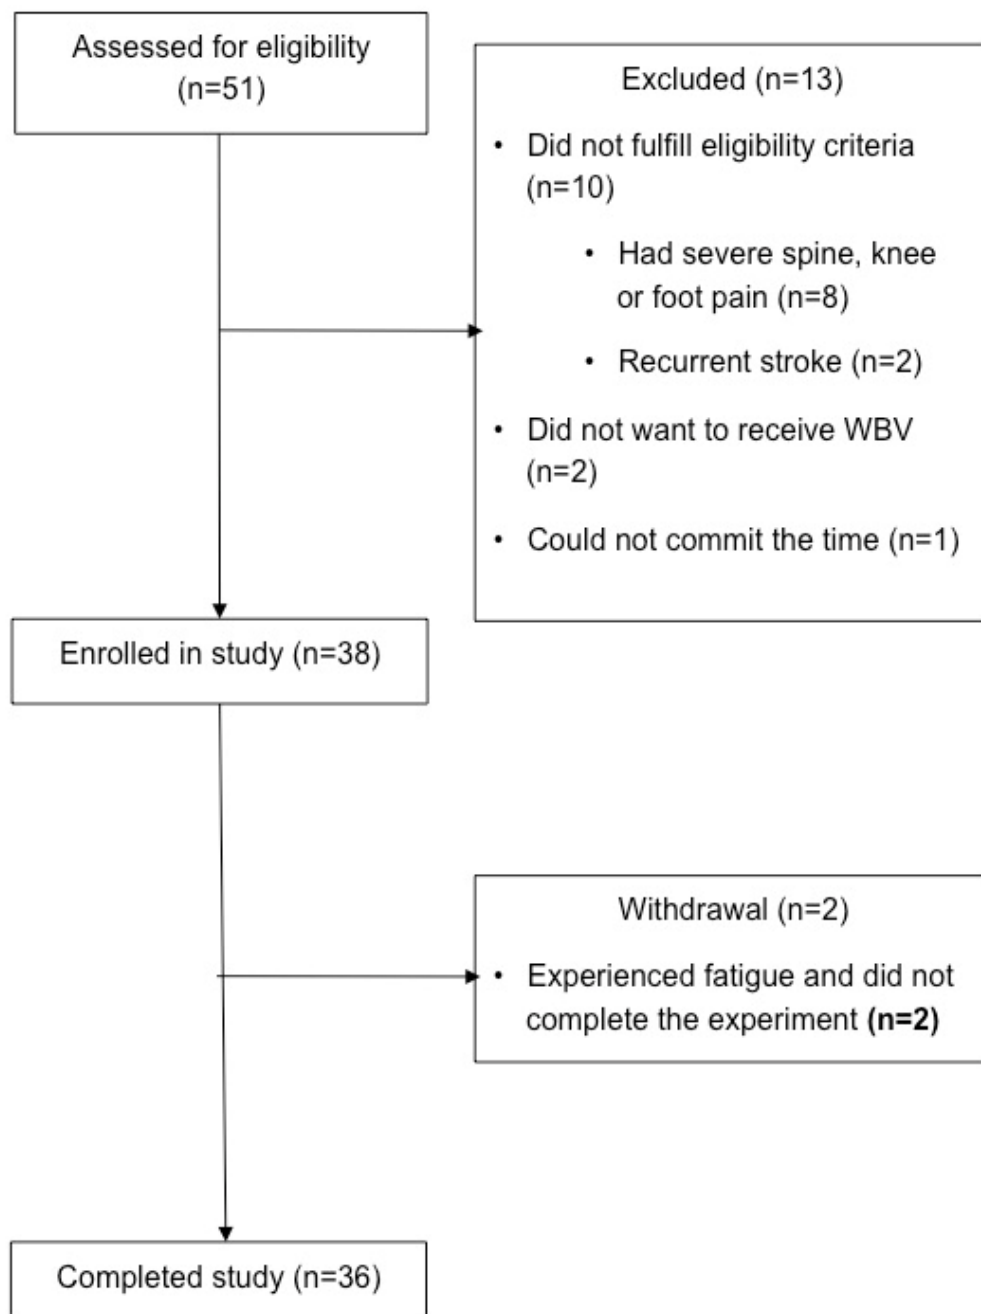 Assessed for eligibility
(n=51)
Excluded (n=13)
• Did not fulfill eligibility criteria
(n=10)
• Had severe spine, knee
or foot pain (n=8)
• Recurrent stroke (n=2)
• Did not want to receive WBV
(n=2)
• Could not commit the time (n=1)
Enrolled in study (n=38)
Withdrawal (n=2)
• Experienced fatigue and did not
complete the experiment (n=2)
Completed study (n=36)